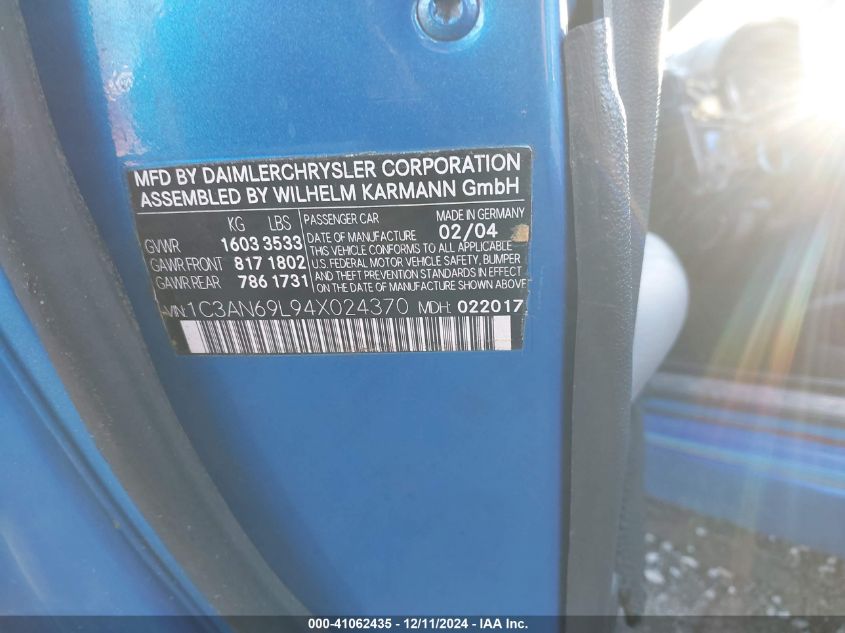 MFD BY DAIMLERCHRYSLER CORPORATION
ASSEMBLED BY WILHELM KARMANN GmbH
KG LBS
GVWR 1603 3533
GAWR FRONT 817 1802
GAWR REAR 786 1731
PASSENGER CAR MADE IN GERMANY
DATE OF MANUFACTURE 02/04
THIS VEHICLE CONFORMS TO ALL APPLICABLE
U.S. FEDERAL MOTOR VEHICLE SAFETY, BUMPER
AND THEFT PREVENTION STANDARDS IN EFFECT
ON THE DATE OF MANUFACTURE SHOWN ABOVE
VIN: 1C3AN69L94X024370 MDH: 022017
000-41062435 - 12/11/2024 - IAA Inc.